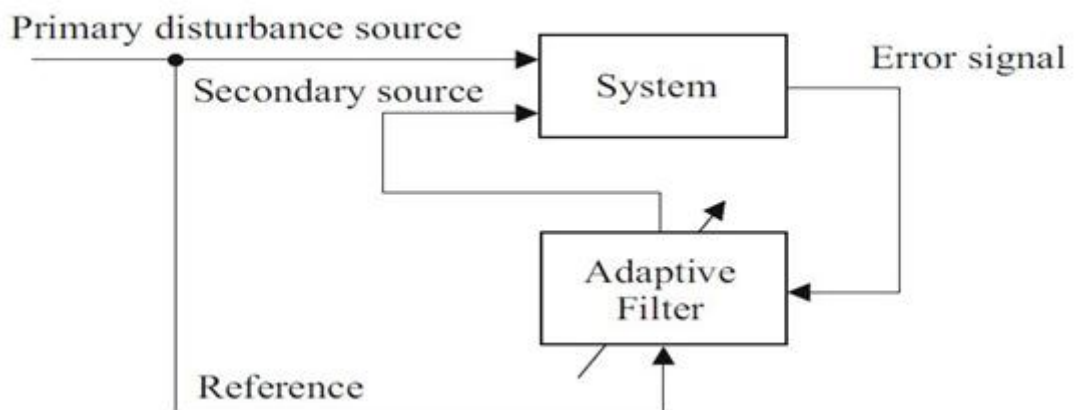 Primary disturbance source
Secondary source
System
Error signal
Adaptive
Filter
Reference